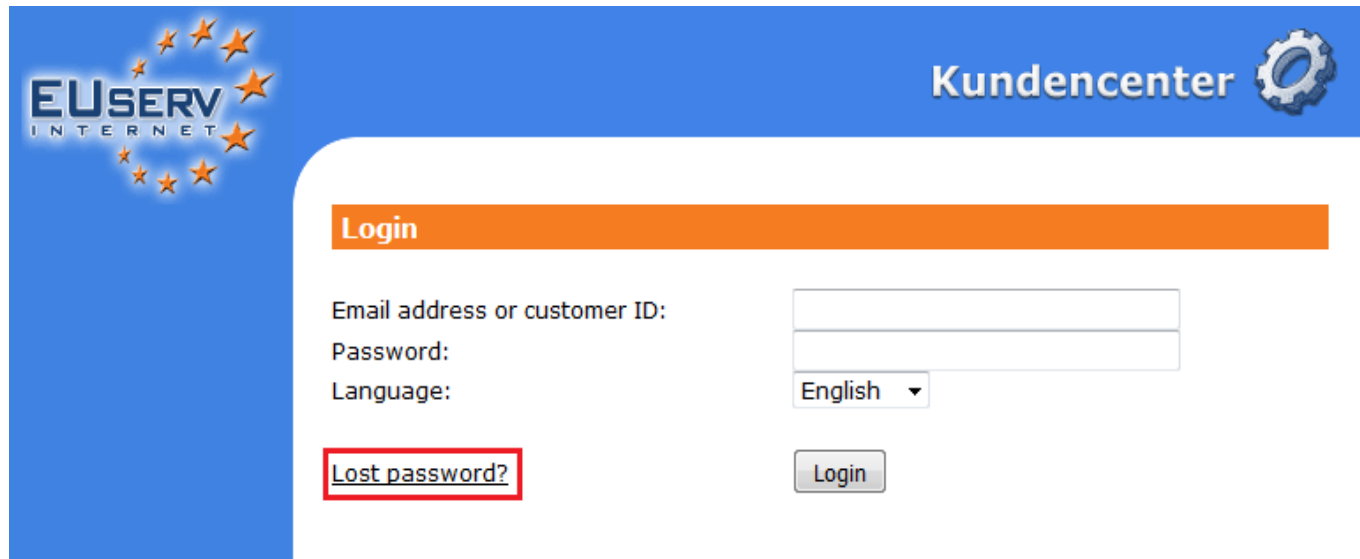 EUSERV
INTERNET
Kundencenter
Login
Email address or customer ID:
Password:
Language: English
Lost password? Login